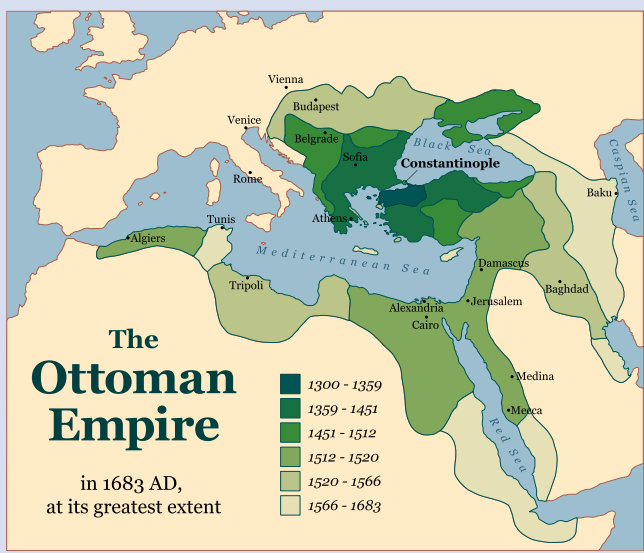 Vienna
Budapest
Venice
Belgrade
Black Sea
Sofia
Constantinople
Caspian Sea
Rome
Baku
Athens
Tunis
Algiers
Mediterranean Sea
Damascus
Tripoli
Baghdad
Jerusalem
Alexandria
Cairo
The
Ottoman
Empire
in 1683 AD,
at its greatest extent
1300 - 1359
1359 - 1451
1451 - 1512
1512 - 1520
1520 - 1566
1566 - 1683
Medina
Mecca
Red Sea